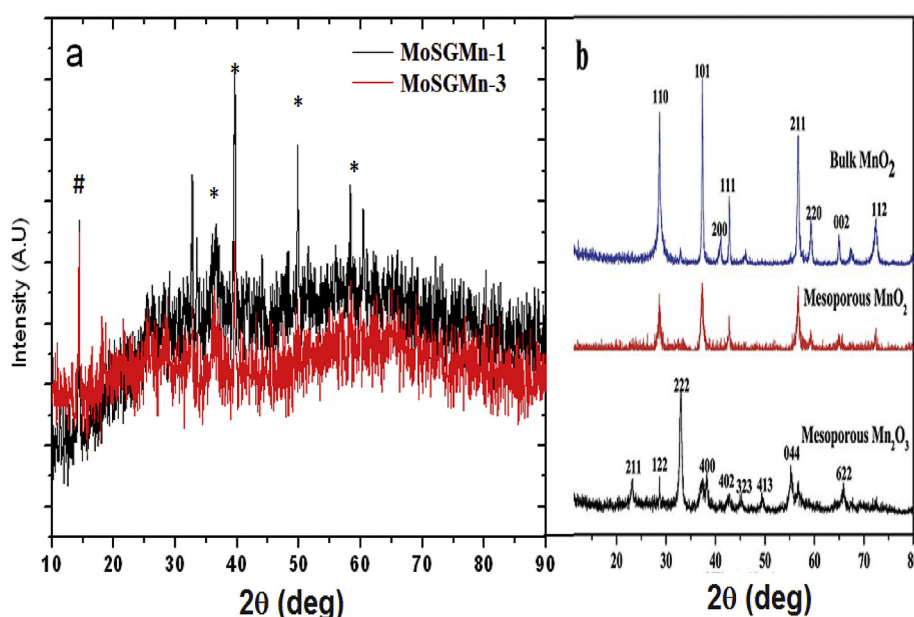 a
MoSGMn-1
MoSGMn-3
#
*
*
*
*
Intensity (A.U)
10 20 30 40 50 60 70 80 90
2θ (deg)
b
110
101
200
111
211
220
002
112
Bulk MnO2
Mesoporous MnO2
222
211
122
400
402
323
413
044
622
Mesoporous Mn2O3
20 30 40 50 60 70 80
2θ (deg)